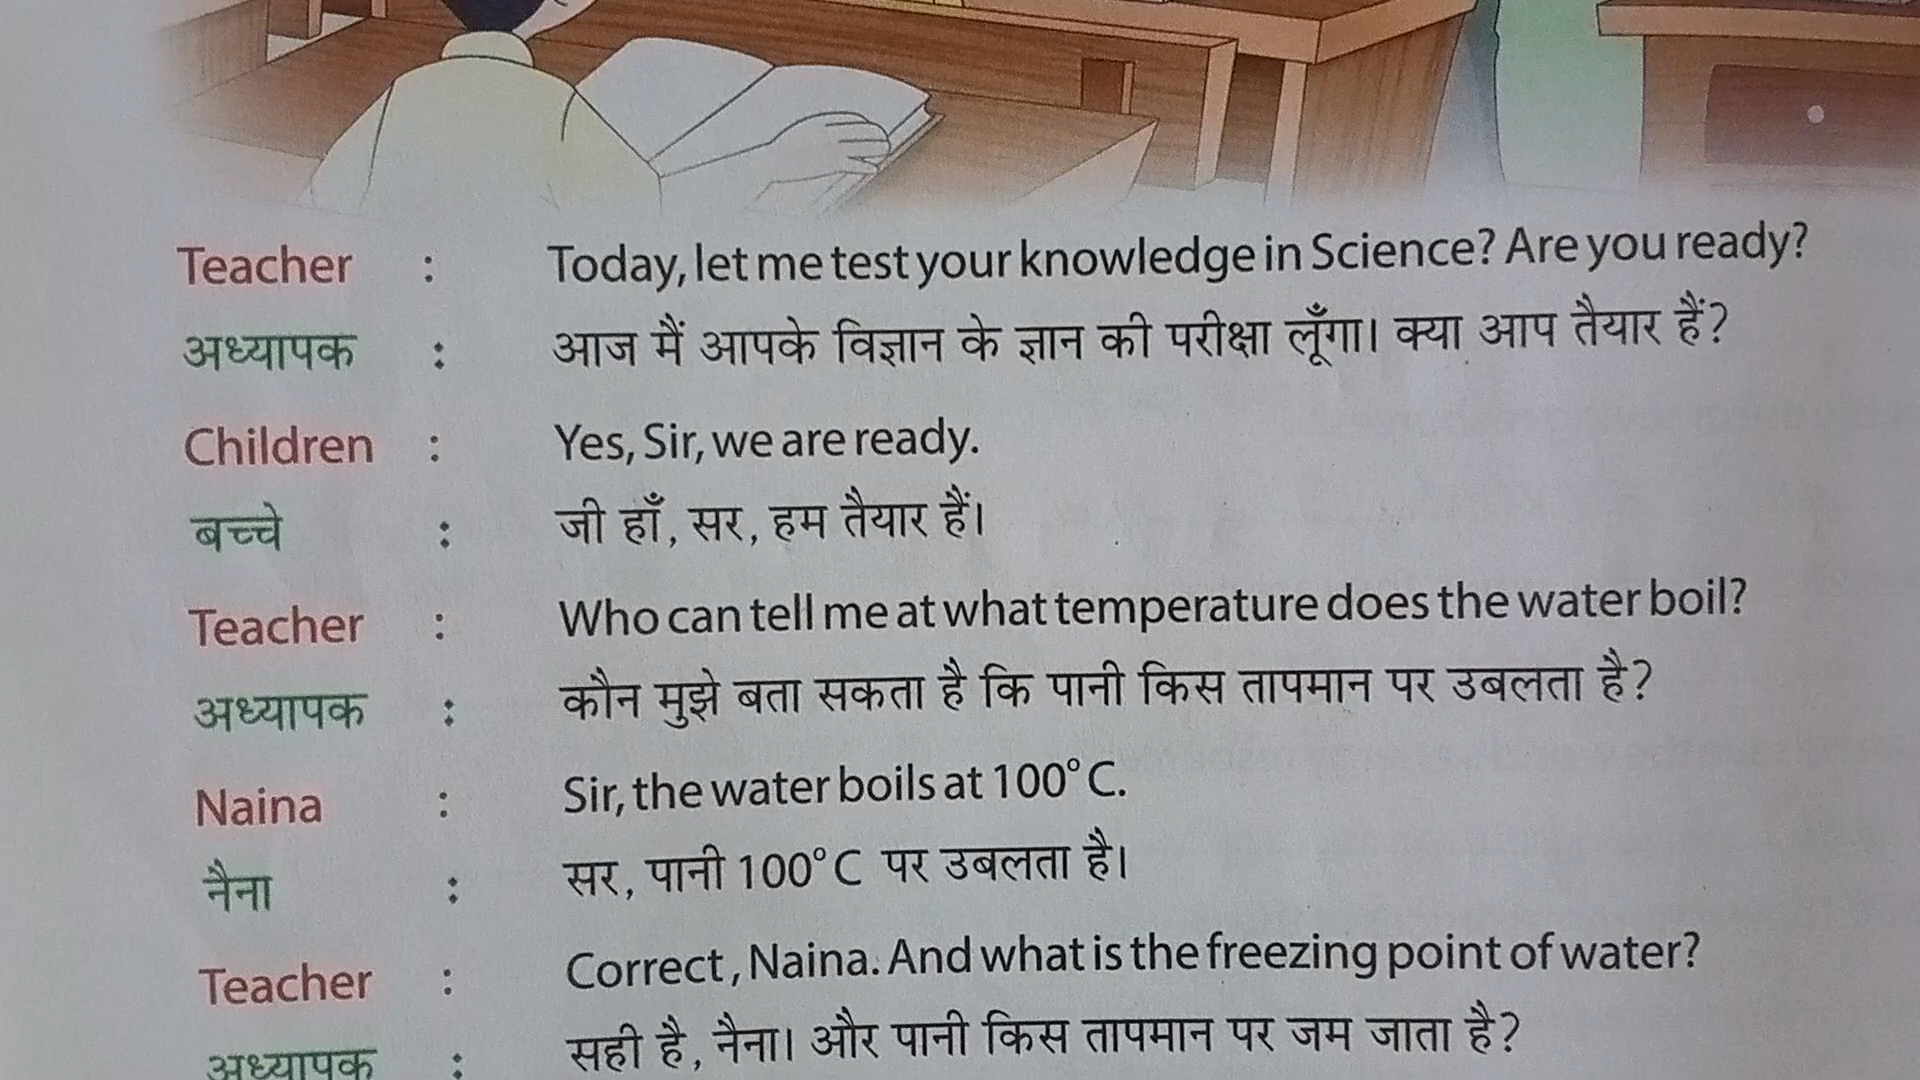 Teacher : Today, let me test your knowledge in Science? Are you ready?
अध्यापक : आज मैं आपके विज्ञान के ज्ञान की परीक्षा लूँगा। क्या आप तैयार हैं?
Children : Yes, Sir, we are ready.
बच्चे : जी हाँ, सर, हम तैयार हैं।
Teacher : Who can tell me at what temperature does the water boil?
अध्यापक : कौन मुझे बता सकता है कि पानी किस तापमान पर उबलता है?
Naina : Sir, the water boils at 100°C.
नैना : सर, पानी 100°C पर उबलता है।
Teacher : Correct, Naina. And what is the freezing point of water?
अध्यापक : सही है, नैना। और पानी किस तापमान पर जम जाता है?